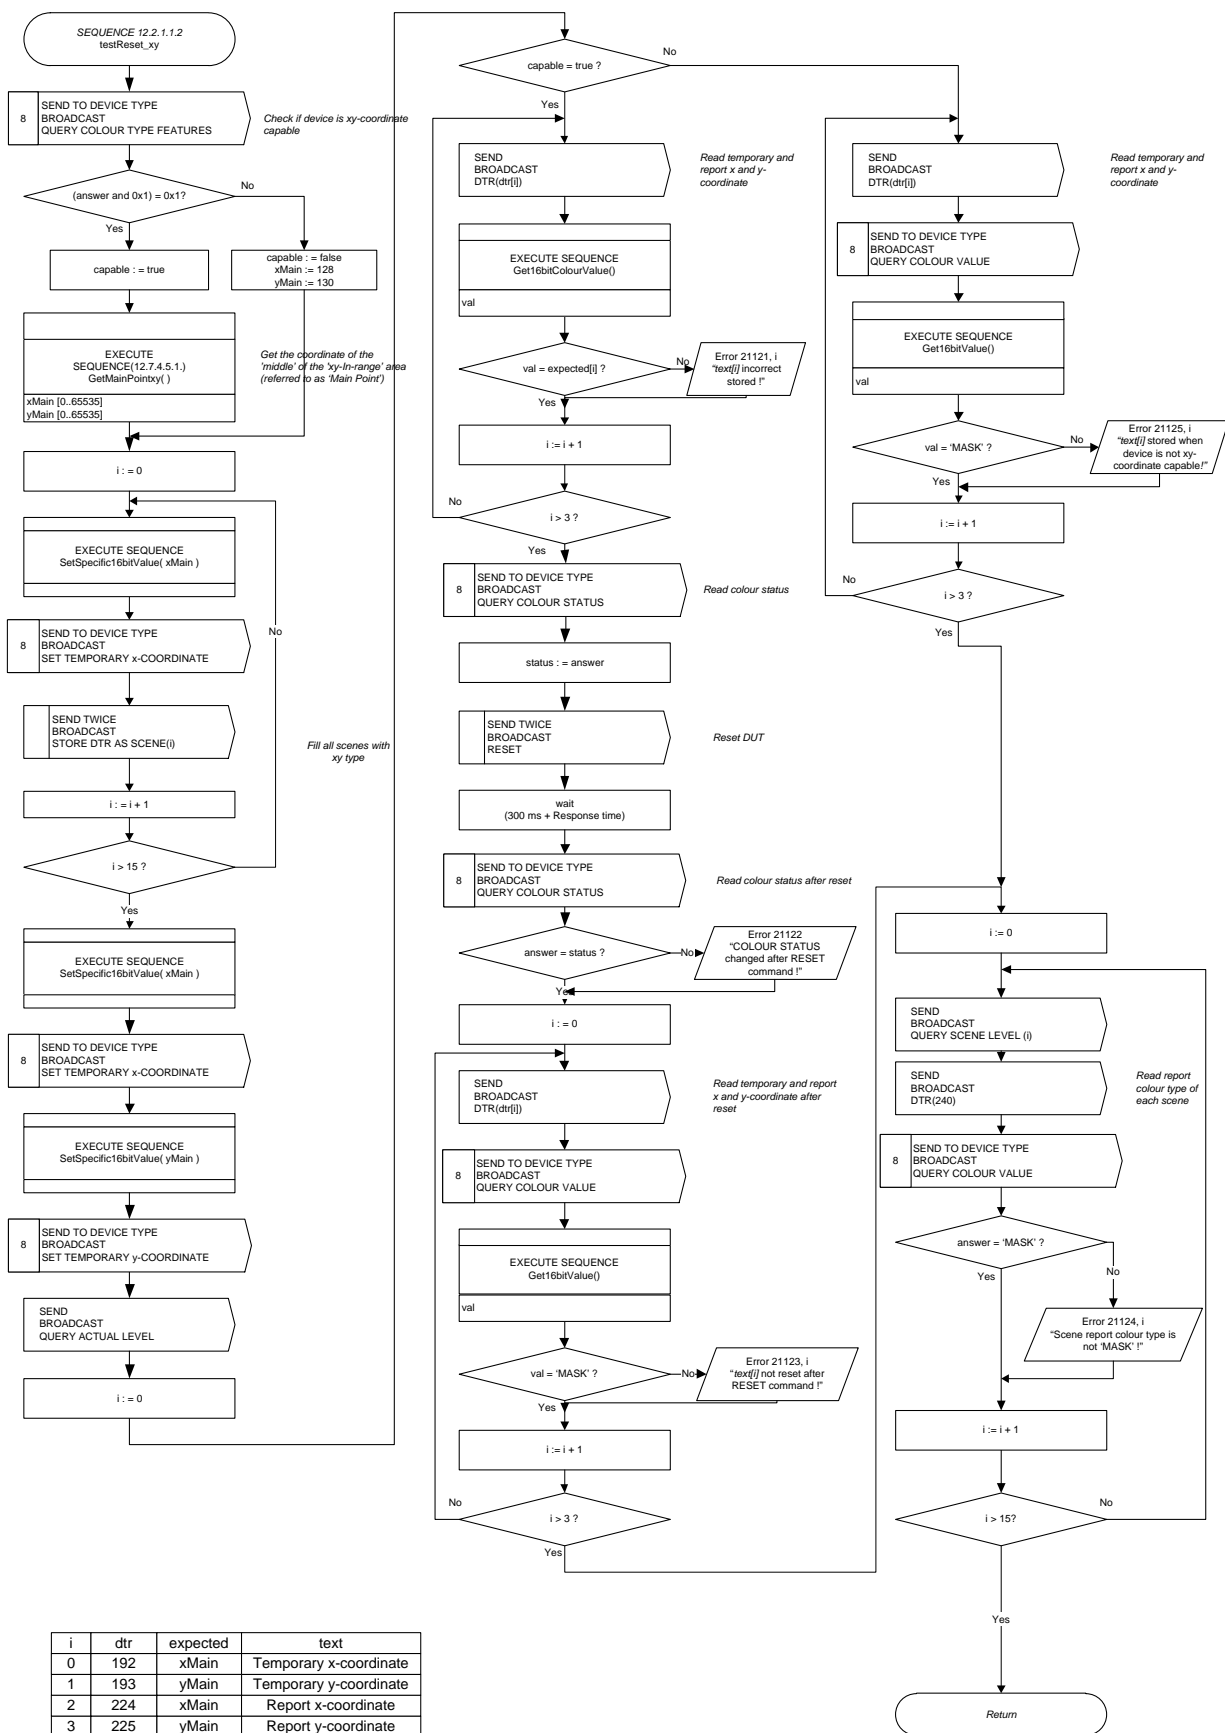 SEQUENCE 12.2.1.1.2
testReset_xy
8
SEND TO DEVICE TYPE
BROADCAST
QUERY COLOUR TYPE FEATURES
Check if device is xy-coordinate
capable
(answer and 0x1) = 0x1?
No
Yes
capable : = true
capable : = false
xMain := 128
yMain := 130
EXECUTE
SEQUENCE(12.7.4.5.1.)
GetMainPointxy( )
xMain [0..65535]
yMain [0..65535]
Get the coordinate of the
'middle' of the 'xy-In-range' area
(referred to as 'Main Point')
i : = 0
EXECUTE SEQUENCE
SetSpecific16bitValue( xMain )
8
SEND TO DEVICE TYPE
BROADCAST
SET TEMPORARY x-COORDINATE
No
SEND TWICE
BROADCAST
STORE DTR AS SCENE(i)
Fill all scenes with
xy type
i : = i + 1
i > 15 ?
Yes
EXECUTE SEQUENCE
SetSpecific16bitValue( xMain )
8
SEND TO DEVICE TYPE
BROADCAST
SET TEMPORARY x-COORDINATE
EXECUTE SEQUENCE
SetSpecific16bitValue( yMain )
8
SEND TO DEVICE TYPE
BROADCAST
SET TEMPORARY y-COORDINATE
SEND
BROADCAST
QUERY ACTUAL LEVEL
i : = 0
capable = true ?
No
Yes
SEND
BROADCAST
DTR(dtr[i])
Read temporary and
report x and y-
coordinate
EXECUTE SEQUENCE
Get16bitColourValue()
val
val = expected[i] ?
No
Error 21121, i
“text[i] incorrect
stored !”
Yes
i := i + 1
No
i > 3 ?
Yes
8
SEND TO DEVICE TYPE
BROADCAST
QUERY COLOUR STATUS
Read colour status
status : = answer
SEND TWICE
BROADCAST
RESET
Reset DUT
wait
(300 ms + Response time)
8
SEND TO DEVICE TYPE
BROADCAST
QUERY COLOUR STATUS
Read colour status after reset
answer = status ?
No
Error 21122
“COLOUR STATUS
changed after RESET
command !”
Yes
i := 0
SEND
BROADCAST
DTR(dtr[i])
Read temporary and report
x and y-coordinate after
reset
8
SEND TO DEVICE TYPE
BROADCAST
QUERY COLOUR VALUE
EXECUTE SEQUENCE
Get16bitValue()
val
val = ‘MASK’ ?
No
Error 21123, i
“text[i] not reset after
RESET command !”
Yes
i := i + 1
No
i > 3 ?
Yes
SEND
BROADCAST
DTR(dtr[i])
Read temporary and
report x and y-
coordinate
8
SEND TO DEVICE TYPE
BROADCAST
QUERY COLOUR VALUE
EXECUTE SEQUENCE
Get16bitValue()
val
val = ‘MASK’ ?
No
Error 21125, i
“text[i] stored when
device is not xy-
coordinate capable!”
Yes
i := i + 1
No
i > 3 ?
Yes
i := 0
SEND
BROADCAST
QUERY SCENE LEVEL (i)
SEND
BROADCAST
DTR(240)
Read report
colour type of
each scene
8
SEND TO DEVICE TYPE
BROADCAST
QUERY COLOUR VALUE
answer = ‘MASK’ ?
Yes
No
Error 21124, i
“Scene report colour type is
not ‘MASK’ !”
i := i + 1
i > 15?
No
Yes
Return
i dtr expected text
0 192 xMain Temporary x-coordinate
1 193 yMain Temporary y-coordinate
2 224 xMain Report x-coordinate
3 225 yMain Report y-coordinate